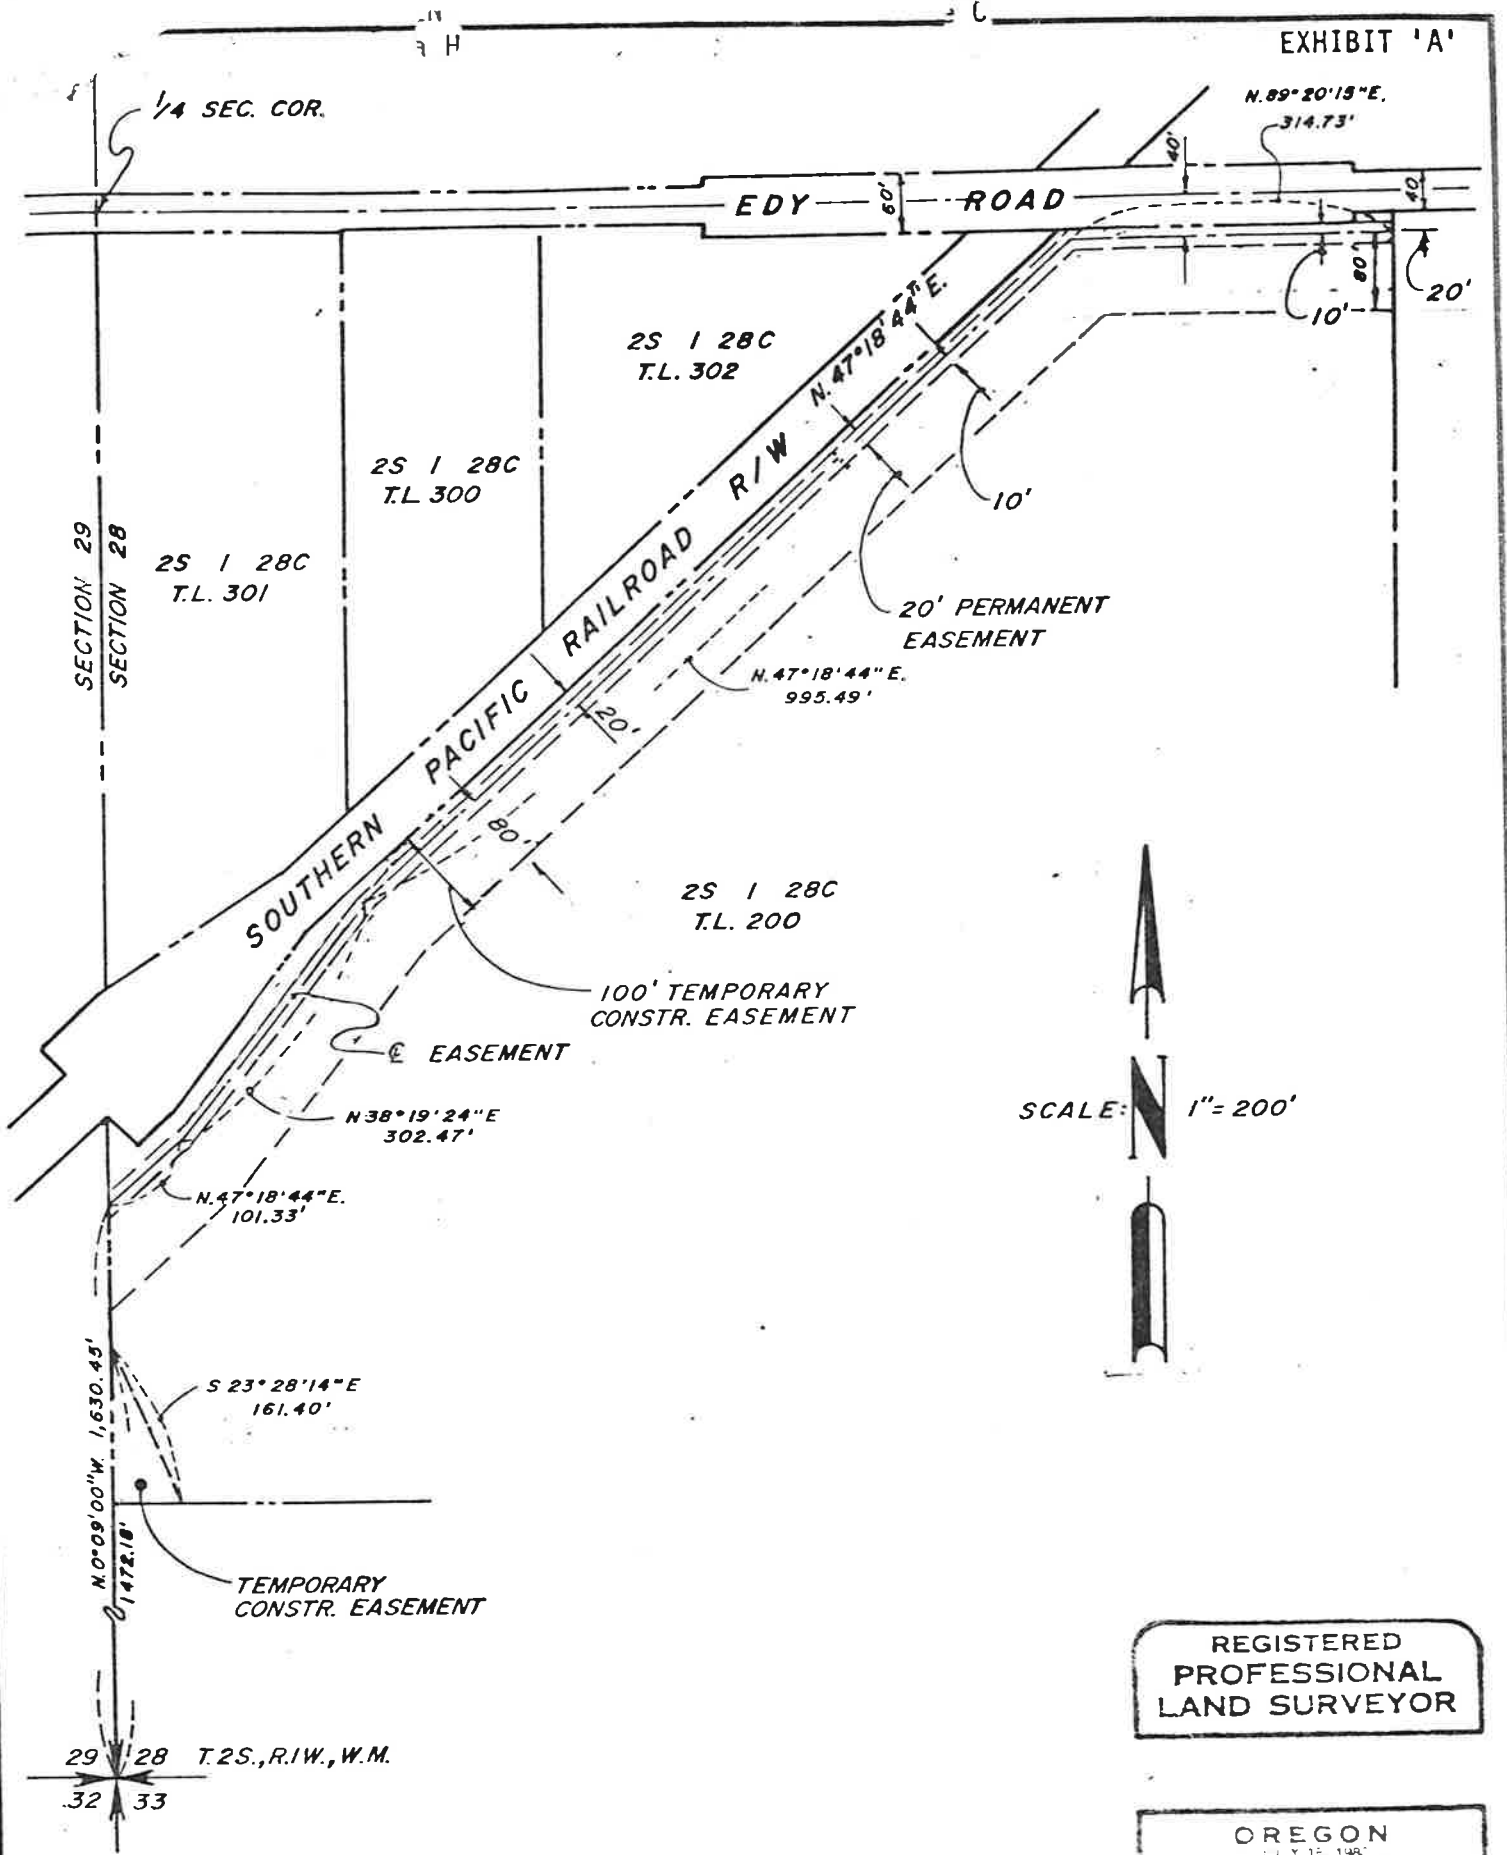 EXHIBIT 'A'
1/4 SEC. COR.
N.89°20'15"E.
314.73'
40'
40'
60'
EDY ROAD
80'
20'
10'
N.47°18'44"E.
2S 1 28C
T.L. 302
R/W
2S 1 28C
T.L. 300
10'
SECTION 29
SECTION 28
2S 1 28C
T.L. 301
RAILROAD
20' PERMANENT
EASEMENT
N.47°18'44"E.
995.49'
PACIFIC
20'
80'
SOUTHERN
2S 1 28C
T.L. 200
100' TEMPORARY
CONSTR. EASEMENT
℄ EASEMENT
N 38°19'24"E
302.47'
SCALE: N 1"=200'
N.47°18'44"E.
101.33'
N.0°09'00"W. 1,630.45'
1472.18'
S 23°28'14"E
161.40'
TEMPORARY
CONSTR. EASEMENT
REGISTERED
PROFESSIONAL
LAND SURVEYOR
29 28 T.2S.,R.1W.,W.M.
32 33
OREGON